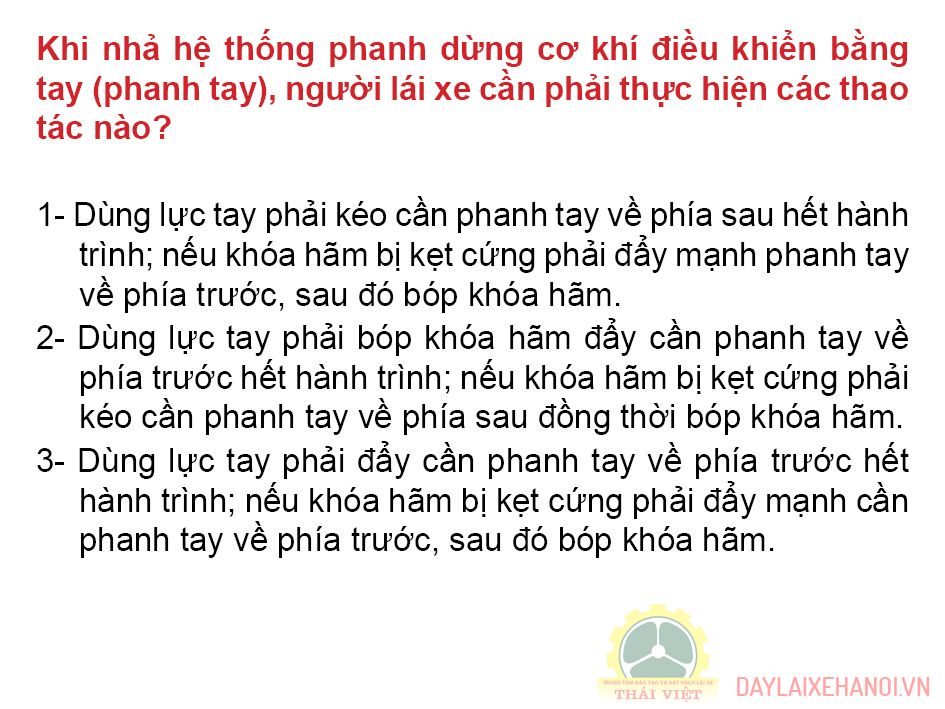 Khi nhả hệ thống phanh dừng cơ khí điều khiển bằng
tay (phanh tay), người lái xe cần phải thực hiện các thao
tác nào?
1- Dùng lực tay phải kéo cần phanh tay về phía sau hết hành
trình; nếu khóa hãm bị kẹt cứng phải đẩy mạnh phanh tay
về phía trước, sau đó bóp khóa hãm.
2- Dùng lực tay phải bóp khóa hãm đẩy cần phanh tay về
phía trước hết hành trình; nếu khóa hãm bị kẹt cứng phải
kéo cần phanh tay về phía sau đồng thời bóp khóa hãm.
3- Dùng lực tay phải đẩy cần phanh tay về phía trước hết
hành trình; nếu khóa hãm bị kẹt cứng phải đẩy mạnh cần
phanh tay về phía trước, sau đó bóp khóa hãm.
TRUNG TÂM ĐÀO TẠO VÀ SÁT HẠCH LÁI XE
THÁI VIỆT
DAYLAIXEHANOI.VN